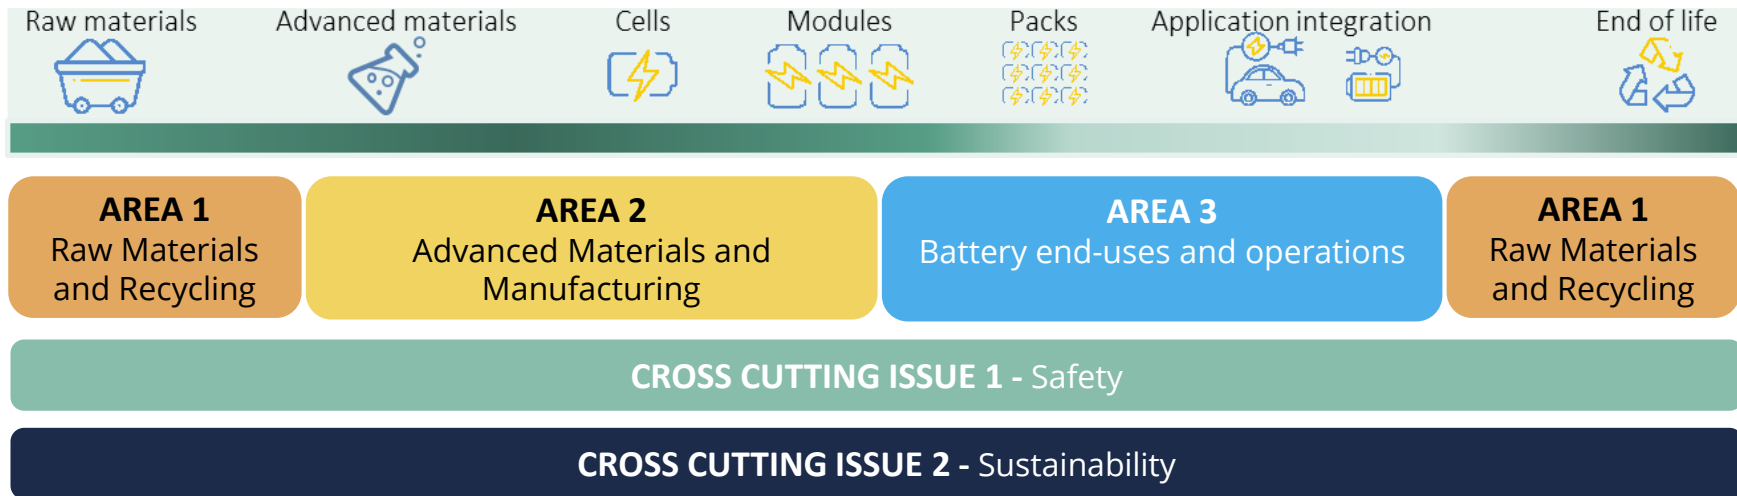 Raw materials
Advanced materials
Cells
Modules
Packs
Application integration
End of life
AREA 1
Raw Materials
and Recycling
AREA 2
Advanced Materials and
Manufacturing
AREA 3
Battery end-uses and operations
AREA 1
Raw Materials
and Recycling
CROSS CUTTING ISSUE 1 - Safety
CROSS CUTTING ISSUE 2 - Sustainability